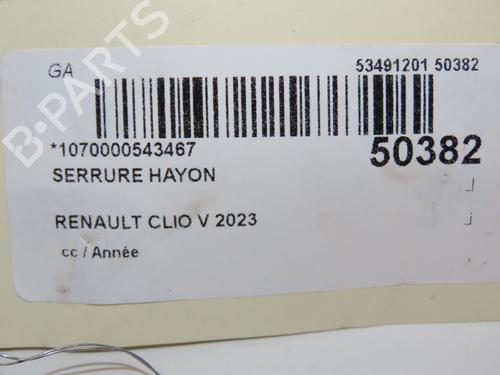 GA
53491201 50382
*1070000543467
50382
SERRURE HAYON
RENAULT CLIO V 2023
cc / Année
B-PARTS